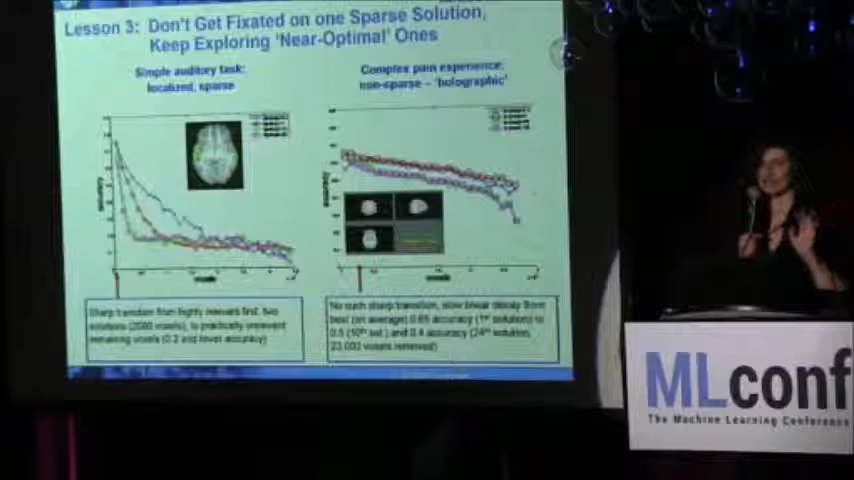 Lesson 3: Don't Get Fixated on one Sparse Solution,
Keep Exploring 'Near-Optimal' Ones
Simple auditory task:
localized, sparse
Complex pain experience:
non-sparse – 'holographic'
accuracy
accuracy
voxels
voxels
Sharp transition from highly relevant first two
solutions (2000 voxels), to practically irrelevant
remaining voxels (0.2 and lower accuracy)
No such sharp transition, slow linear decay from
best (on average) 0.65 accuracy (1st solution) to
0.5 (10th sol.) and 0.4 accuracy (24th solution,
23,000 voxels removed)
MLconf
The Machine Learning Conference